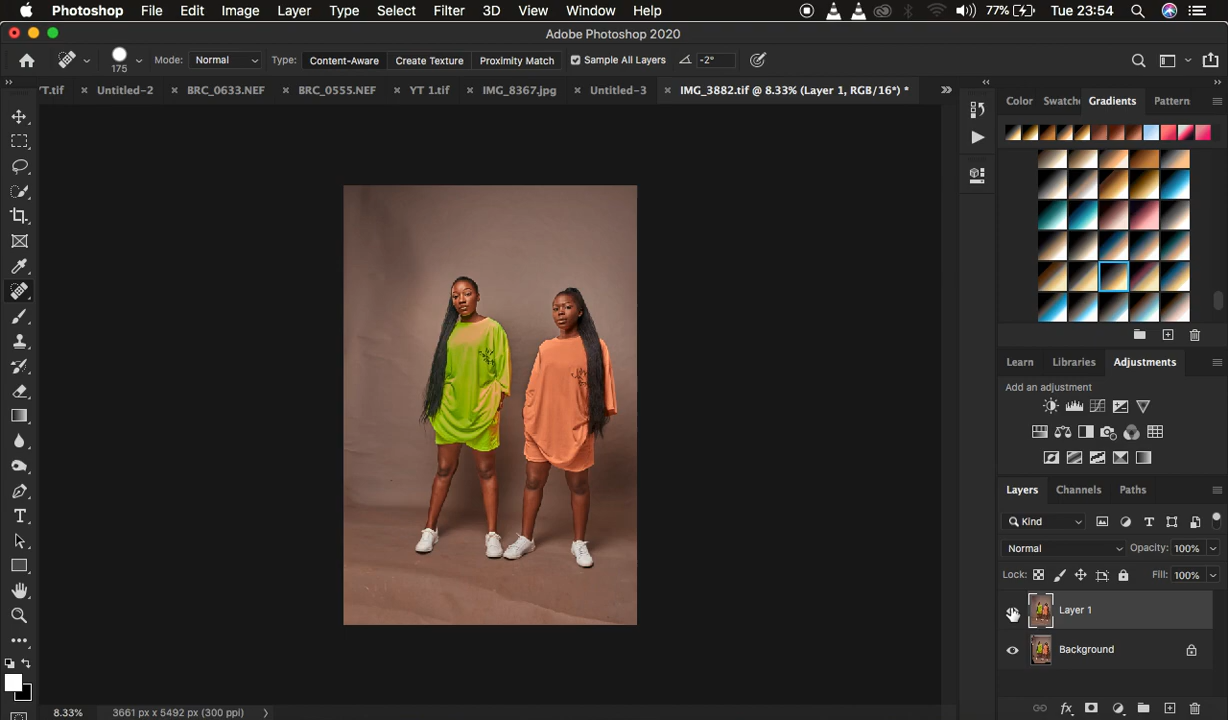 Photoshop File Edit Image Layer Type Select Filter 3D View Window Help 77% Tue 23:54
Adobe Photoshop 2020
175 Mode: Normal Type: Content-Aware Create Texture Proximity Match Sample All Layers -2°
YT.tif Untitled-2 BRC_0633.NEF BRC_0555.NEF YT 1.tif IMG_8367.jpg Untitled-3 IMG_3882.tif @ 8.33% (Layer 1, RGB/16*) *
Color Swatche Gradients Pattern
Learn Libraries Adjustments
Add an adjustment
Layers Channels Paths
Kind
Normal Opacity: 100%
Lock: Fill: 100%
Layer 1
Background
8.33% 3661 px x 5492 px (300 ppi)